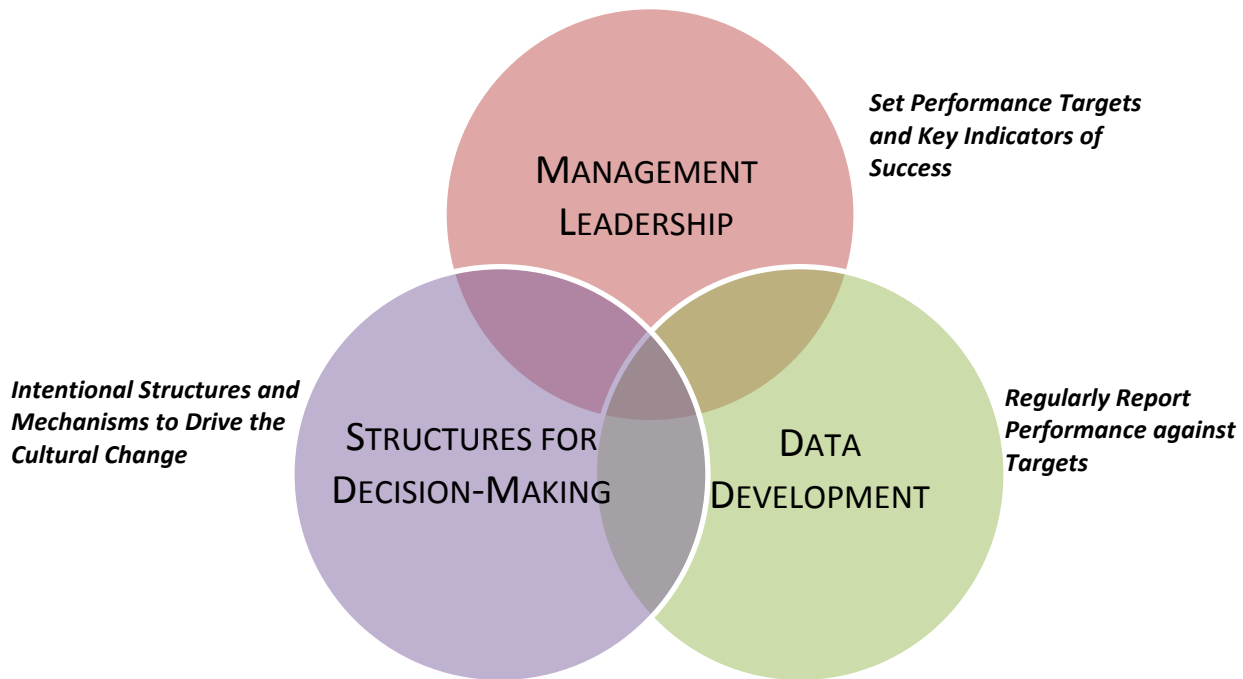 Set Performance Targets
and Key Indicators of
Success
MANAGEMENT
LEADERSHIP
Intentional Structures and
Mechanisms to Drive the
Cultural Change
STRUCTURES FOR
DECISION-MAKING
DATA
DEVELOPMENT
Regularly Report
Performance against
Targets